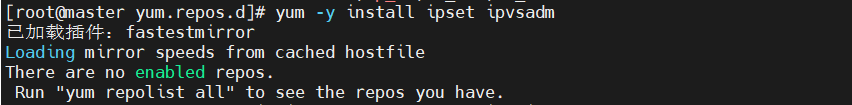 [root@master yum.repos.d]# yum -y install ipset ipvsadm
已加载插件：fastestmirror
Loading mirror speeds from cached hostfile
There are no enabled repos.
 Run "yum repolist all" to see the repos you have.